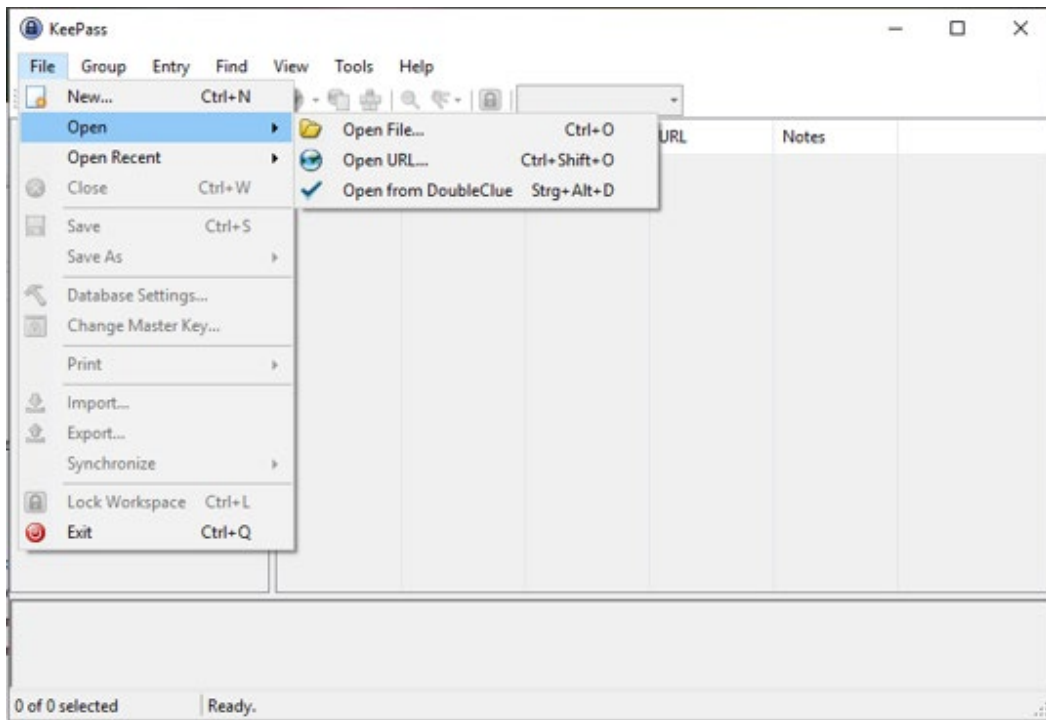 KeePass
File Group Entry Find View Tools Help
New... Ctrl+N
Open
Open File... Ctrl+O
URL
Notes
Open Recent
Open URL... Ctrl+Shift+O
Close Ctrl+W
Open from DoubleClue Strg+Alt+D
Save Ctrl+S
Save As
Database Settings...
Change Master Key...
Print
Import...
Export...
Synchronize
Lock Workspace Ctrl+L
Exit Ctrl+Q
0 of 0 selected Ready.